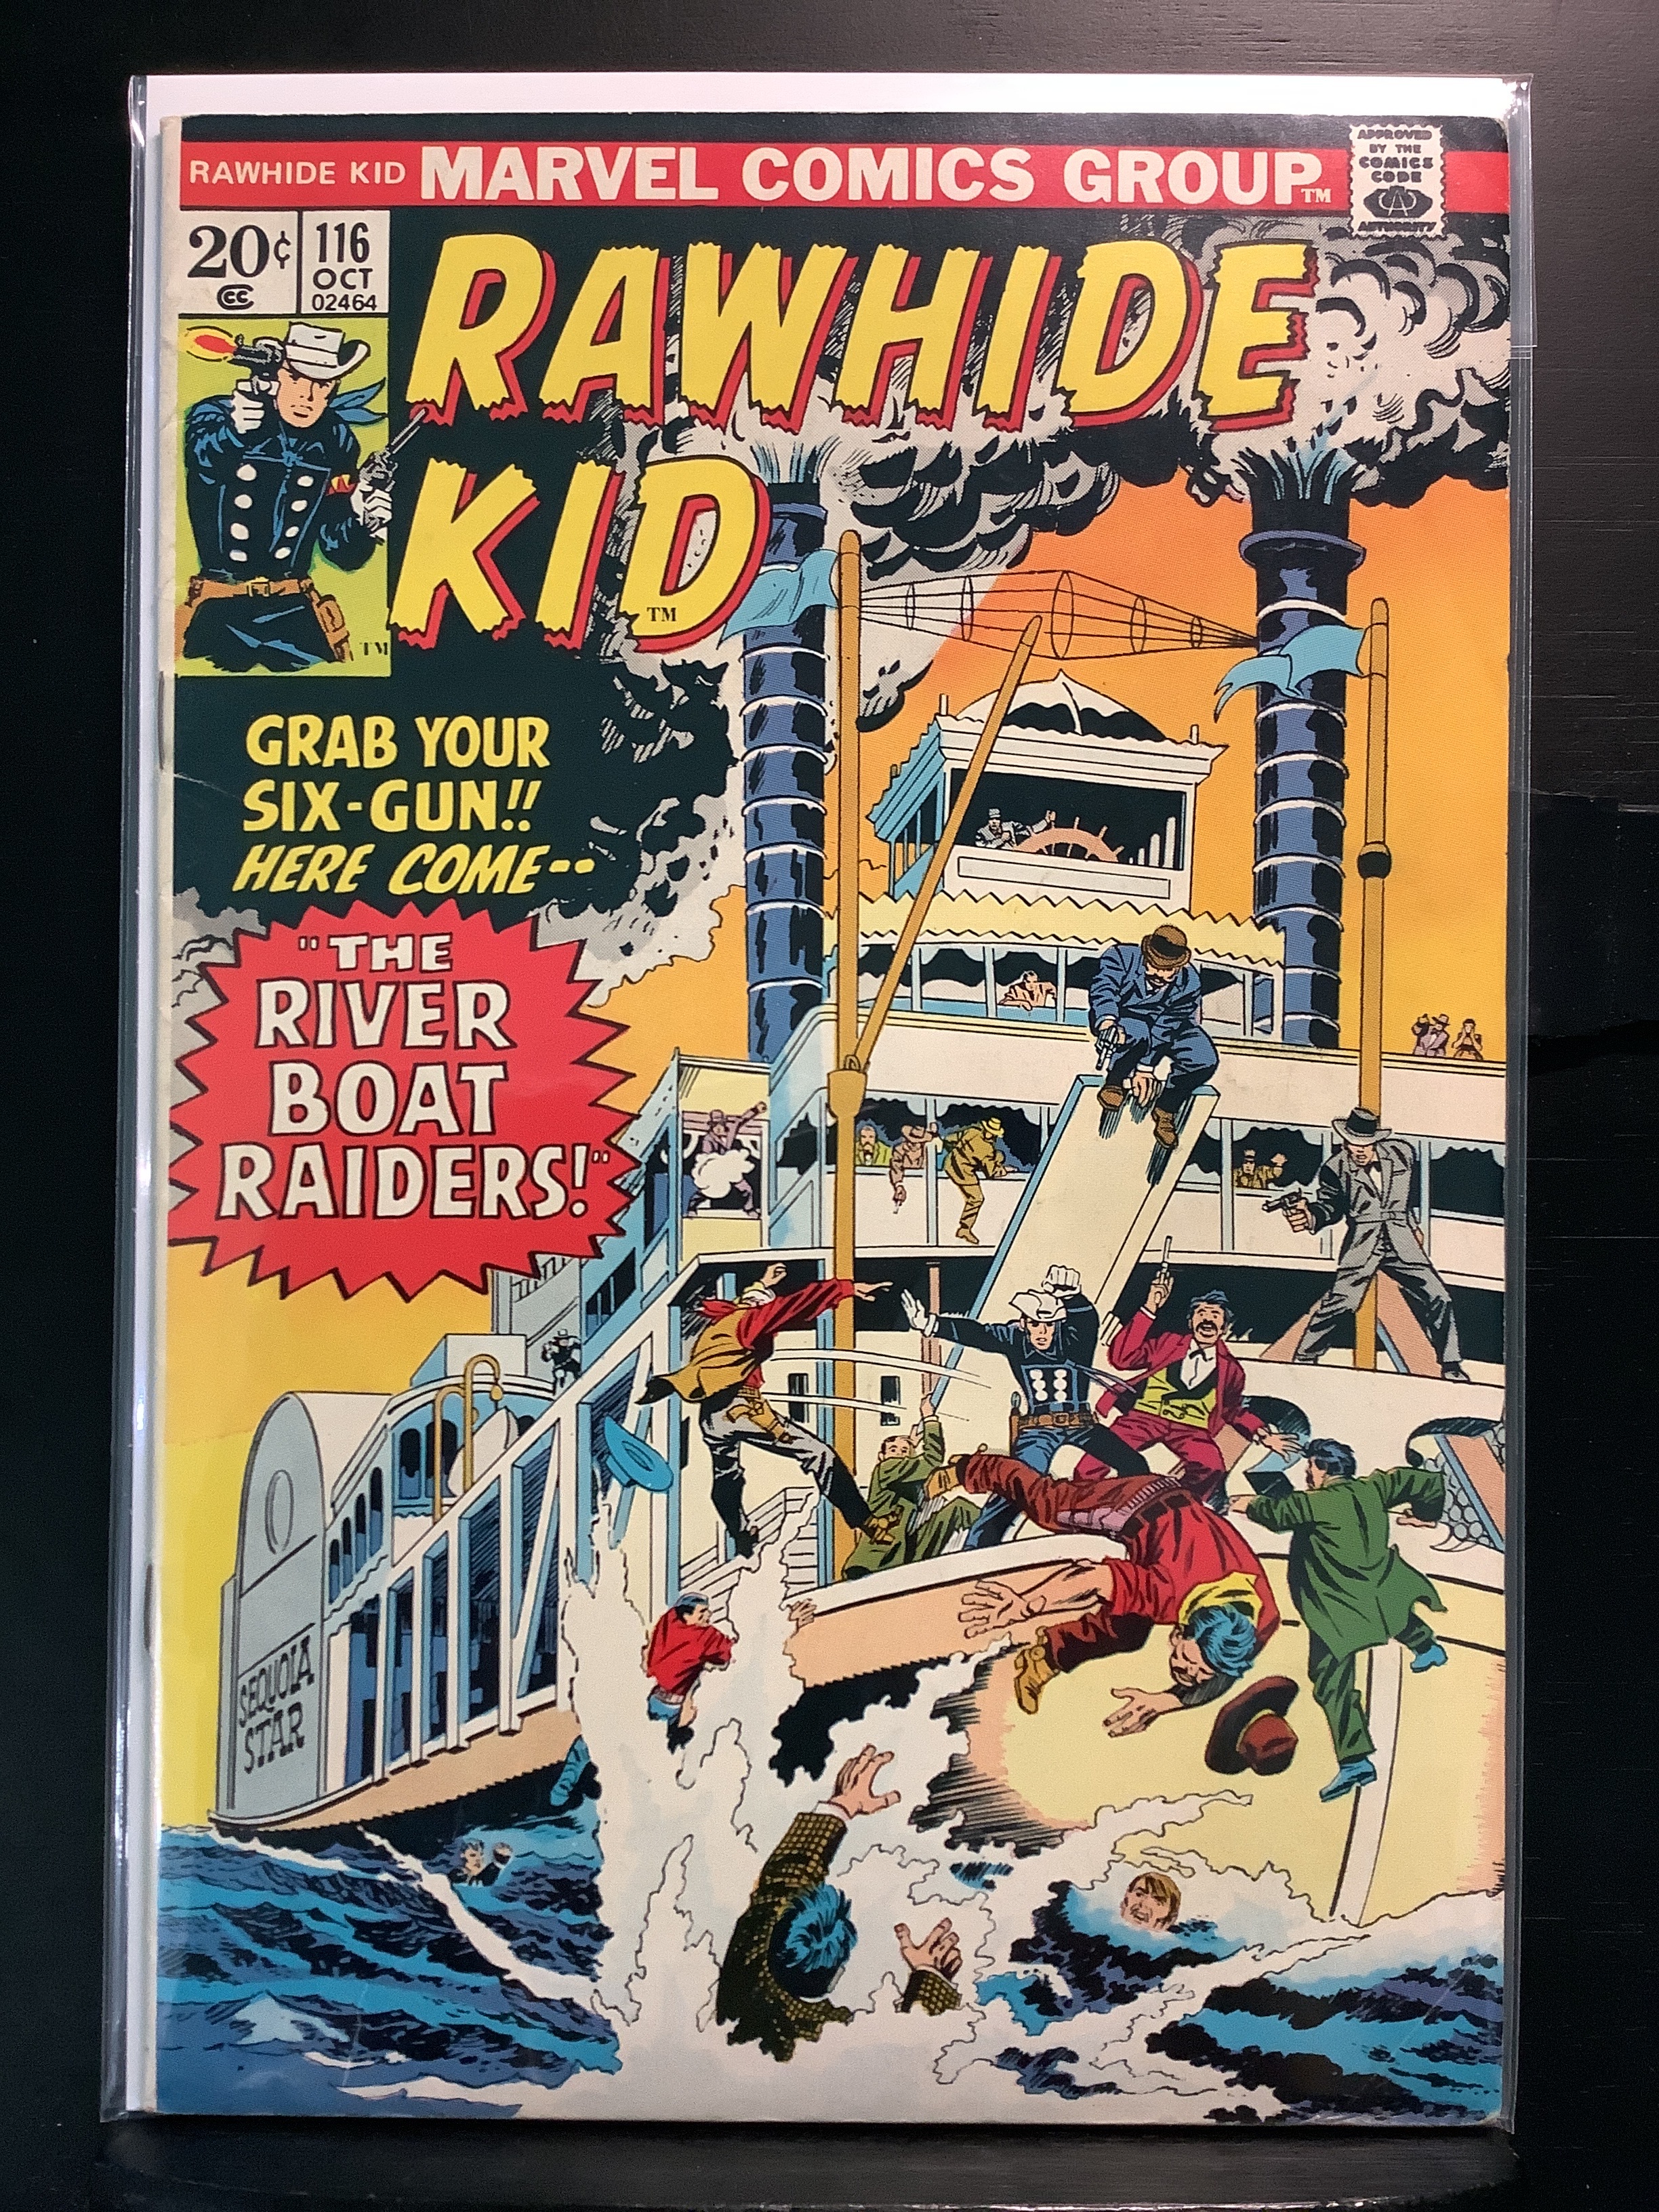 RAWHIDE KID MARVEL COMICS GROUP TM
APPROVED
BY THE
COMICS
CODE
AUTHORITY
20¢
CC
116
OCT
02464
RAWHIDE
KID TM
TM
GRAB YOUR
SIX-GUN!!
HERE COME--
"THE
RIVER
BOAT
RAIDERS!"
SEQUOIA
STAR